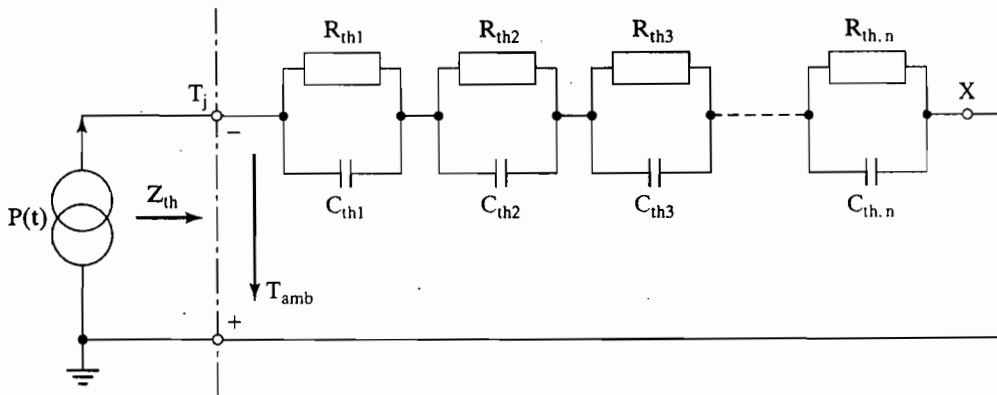 R_th1 R_th2 R_th3 R_th,n
T_j X
−
C_th1 C_th2 C_th3 C_th,n
Z_th
P(t)
T_amb
+